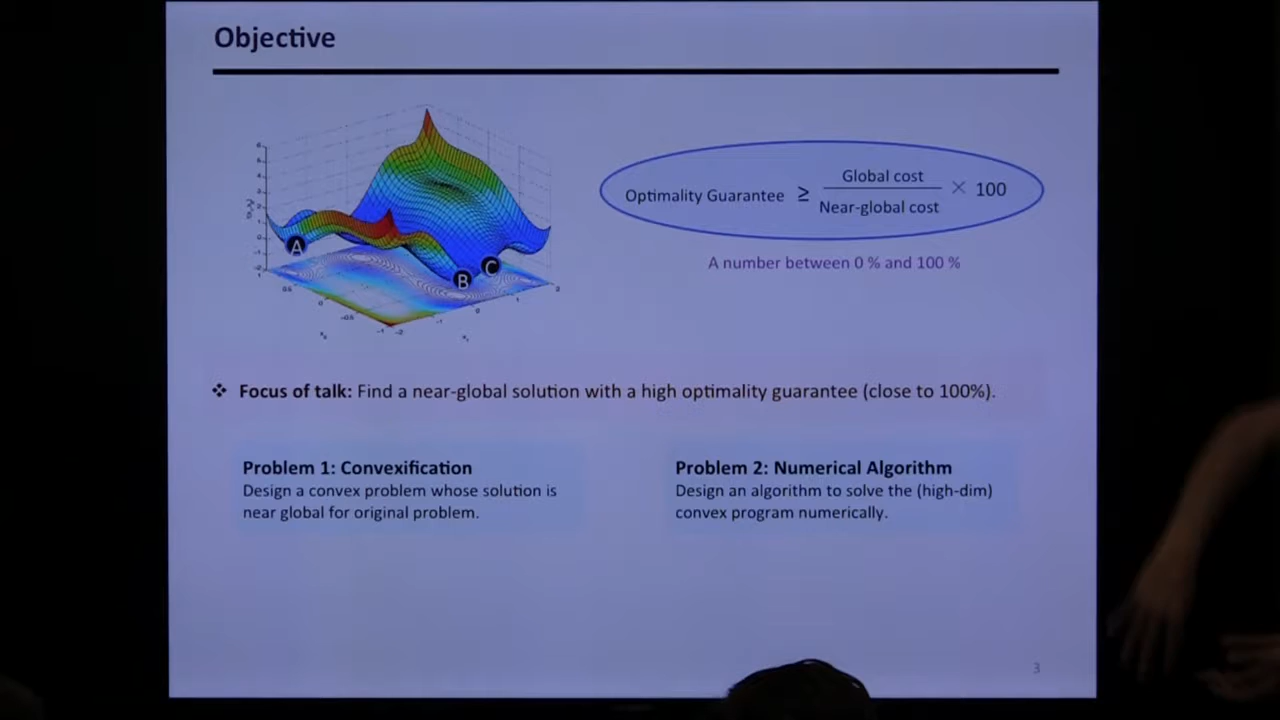 Objective
A
B
C
Optimality Guarantee ≥ Global cost / Near-global cost × 100
A number between 0 % and 100 %
❖ Focus of talk: Find a near-global solution with a high optimality guarantee (close to 100%).
Problem 1: Convexification
Design a convex problem whose solution is
near global for original problem.
Problem 2: Numerical Algorithm
Design an algorithm to solve the (high-dim)
convex program numerically.
3